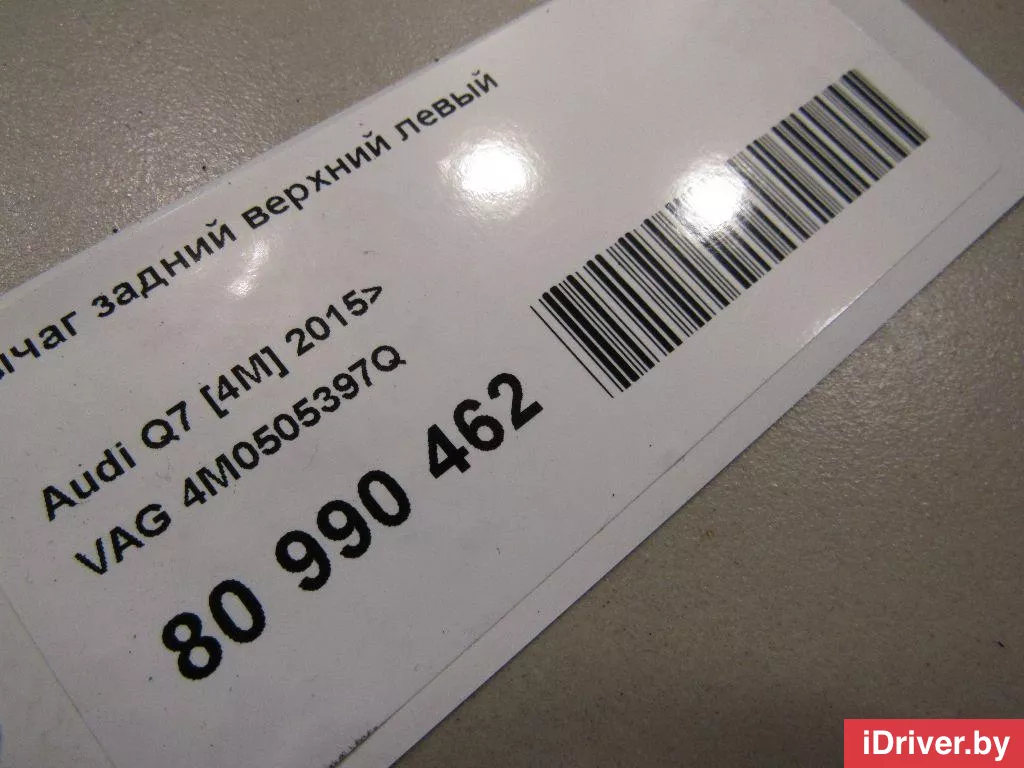 ычаг задний верхний левый
Audi Q7 [4M] 2015>
VAG 4M0505397Q
80 990 462
iDriver.by